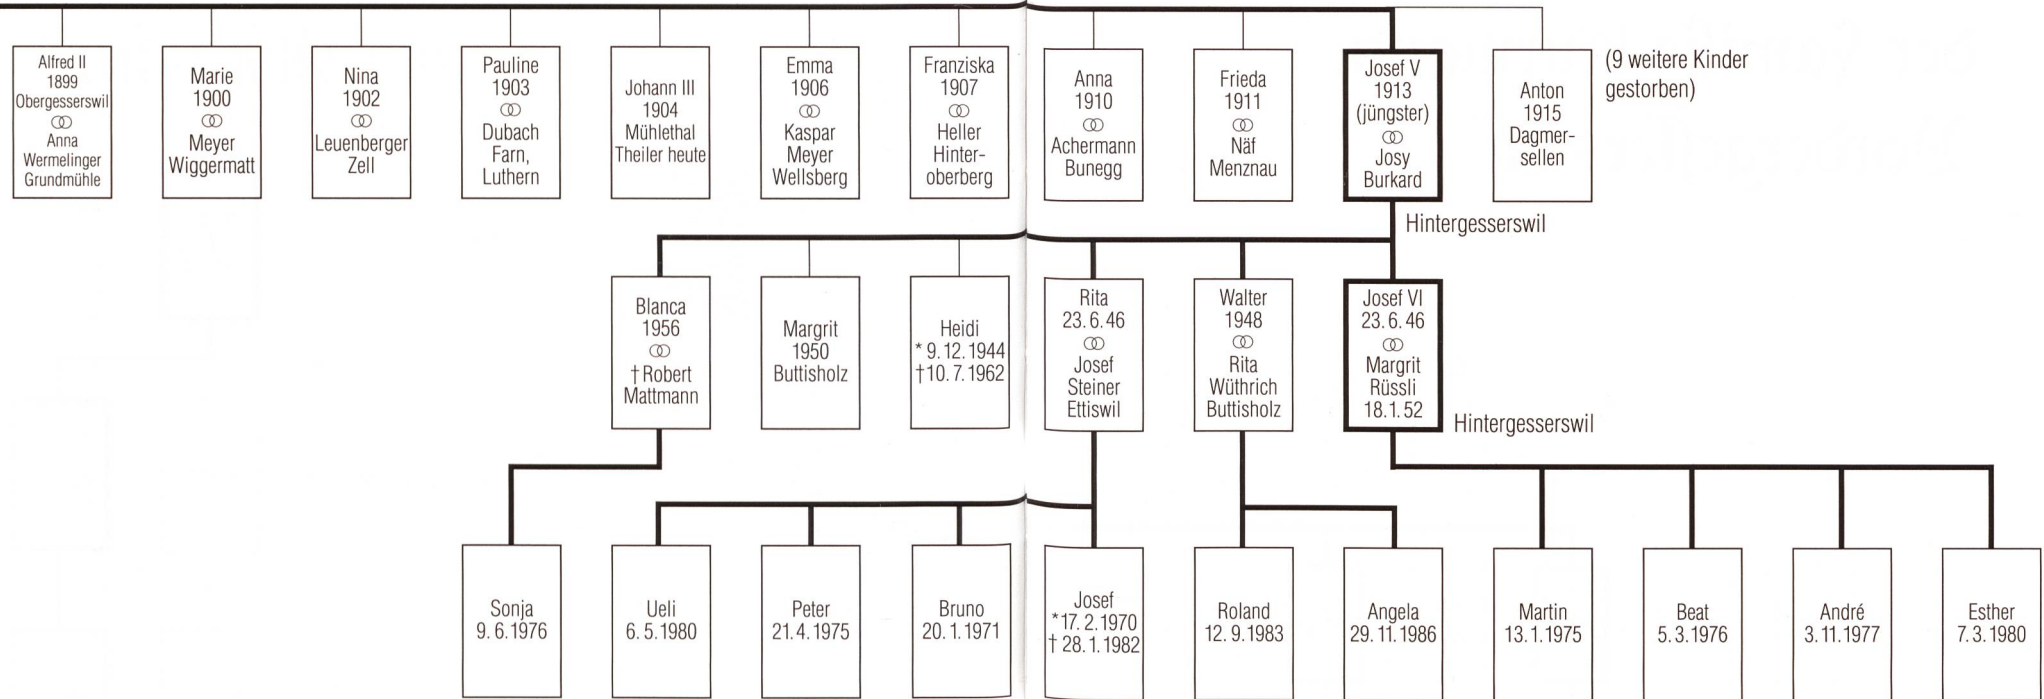 Alfred II
1899
Obergesserswil
Anna
Wermelinger
Grundmühle
Marie
1900
Meyer
Wiggermatt
Nina
1902
Leuenberger
Zell
Pauline
1903
Dubach
Farn,
Luthern
Johann III
1904
Mühlethal
Theiler heute
Emma
1906
Kaspar
Meyer
Wellsberg
Franziska
1907
Heller
Hinter-
oberberg
Anna
1910
Achermann
Bunegg
Frieda
1911
Näf
Menznau
Josef V
1913
(jüngster)
Josy
Burkard
Anton
1915
Dagmer-
sellen
(9 weitere Kinder
gestorben)
Hintergesserswil
Blanca
1956
† Robert
Mattmann
Margrit
1950
Buttisholz
Heidi
* 9. 12. 1944
† 10. 7. 1962
Rita
23. 6. 46
Josef
Steiner
Ettiswil
Walter
1948
Rita
Wüthrich
Buttisholz
Josef VI
23. 6. 46
Margrit
Rüssli
18. 1. 52
Hintergesserswil
Sonja
9. 6. 1976
Ueli
6. 5. 1980
Peter
21. 4. 1975
Bruno
20. 1. 1971
Josef
*17. 2. 1970
† 28. 1. 1982
Roland
12. 9. 1983
Angela
29. 11. 1986
Martin
13. 1. 1975
Beat
5. 3. 1976
André
3. 11. 1977
Esther
7. 3. 1980